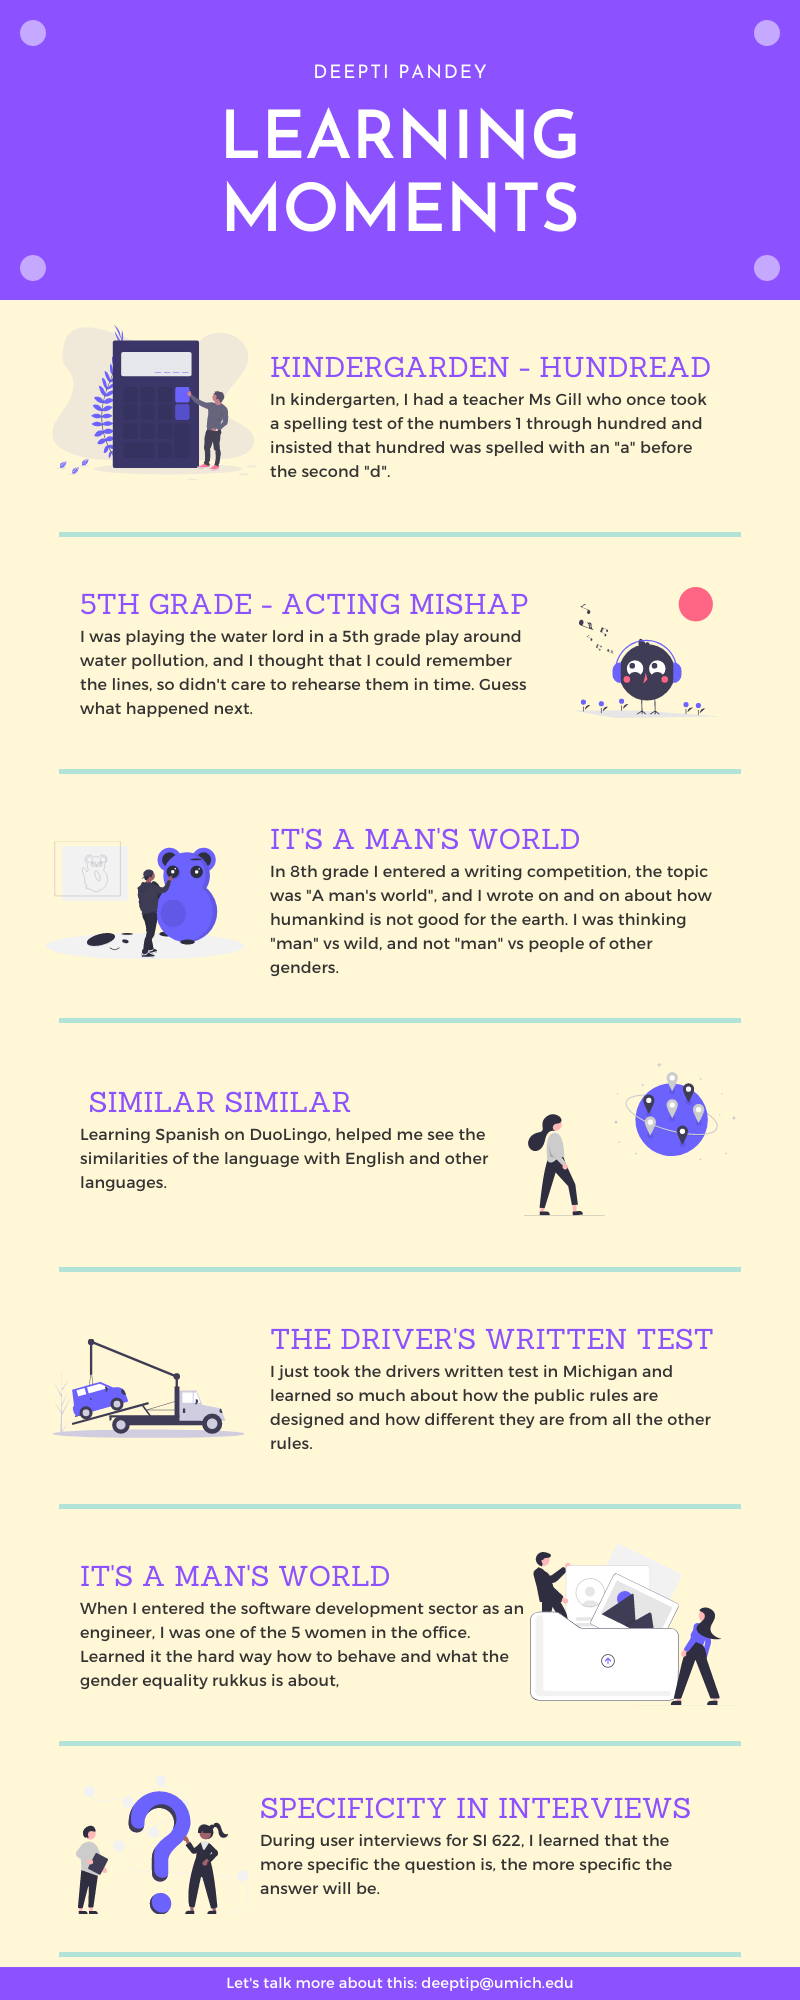 DEEPTI PANDEY
LEARNING
MOMENTS
KINDERGARDEN - HUNDREAD
In kindergarten, I had a teacher Ms Gill who once took
a spelling test of the numbers 1 through hundred and
insisted that hundred was spelled with an "a" before
the second "d".
5TH GRADE - ACTING MISHAP
I was playing the water lord in a 5th grade play around
water pollution, and I thought that I could remember
the lines, so didn't care to rehearse them in time. Guess
what happened next.
IT'S A MAN'S WORLD
In 8th grade I entered a writing competition, the topic
was "A man's world", and I wrote on and on about how
humankind is not good for the earth. I was thinking
"man" vs wild, and not "man" vs people of other
genders.
SIMILAR SIMILAR
Learning Spanish on DuoLingo, helped me see the
similarities of the language with English and other
languages.
THE DRIVER'S WRITTEN TEST
I just took the drivers written test in Michigan and
learned so much about how the public rules are
designed and how different they are from all the other
rules.
IT'S A MAN'S WORLD
When I entered the software development sector as an
engineer, I was one of the 5 women in the office.
Learned it the hard way how to behave and what the
gender equality rukkus is about,
SPECIFICITY IN INTERVIEWS
During user interviews for SI 622, I learned that the
more specific the question is, the more specific the
answer will be.
Let's talk more about this: deeptip@umich.edu